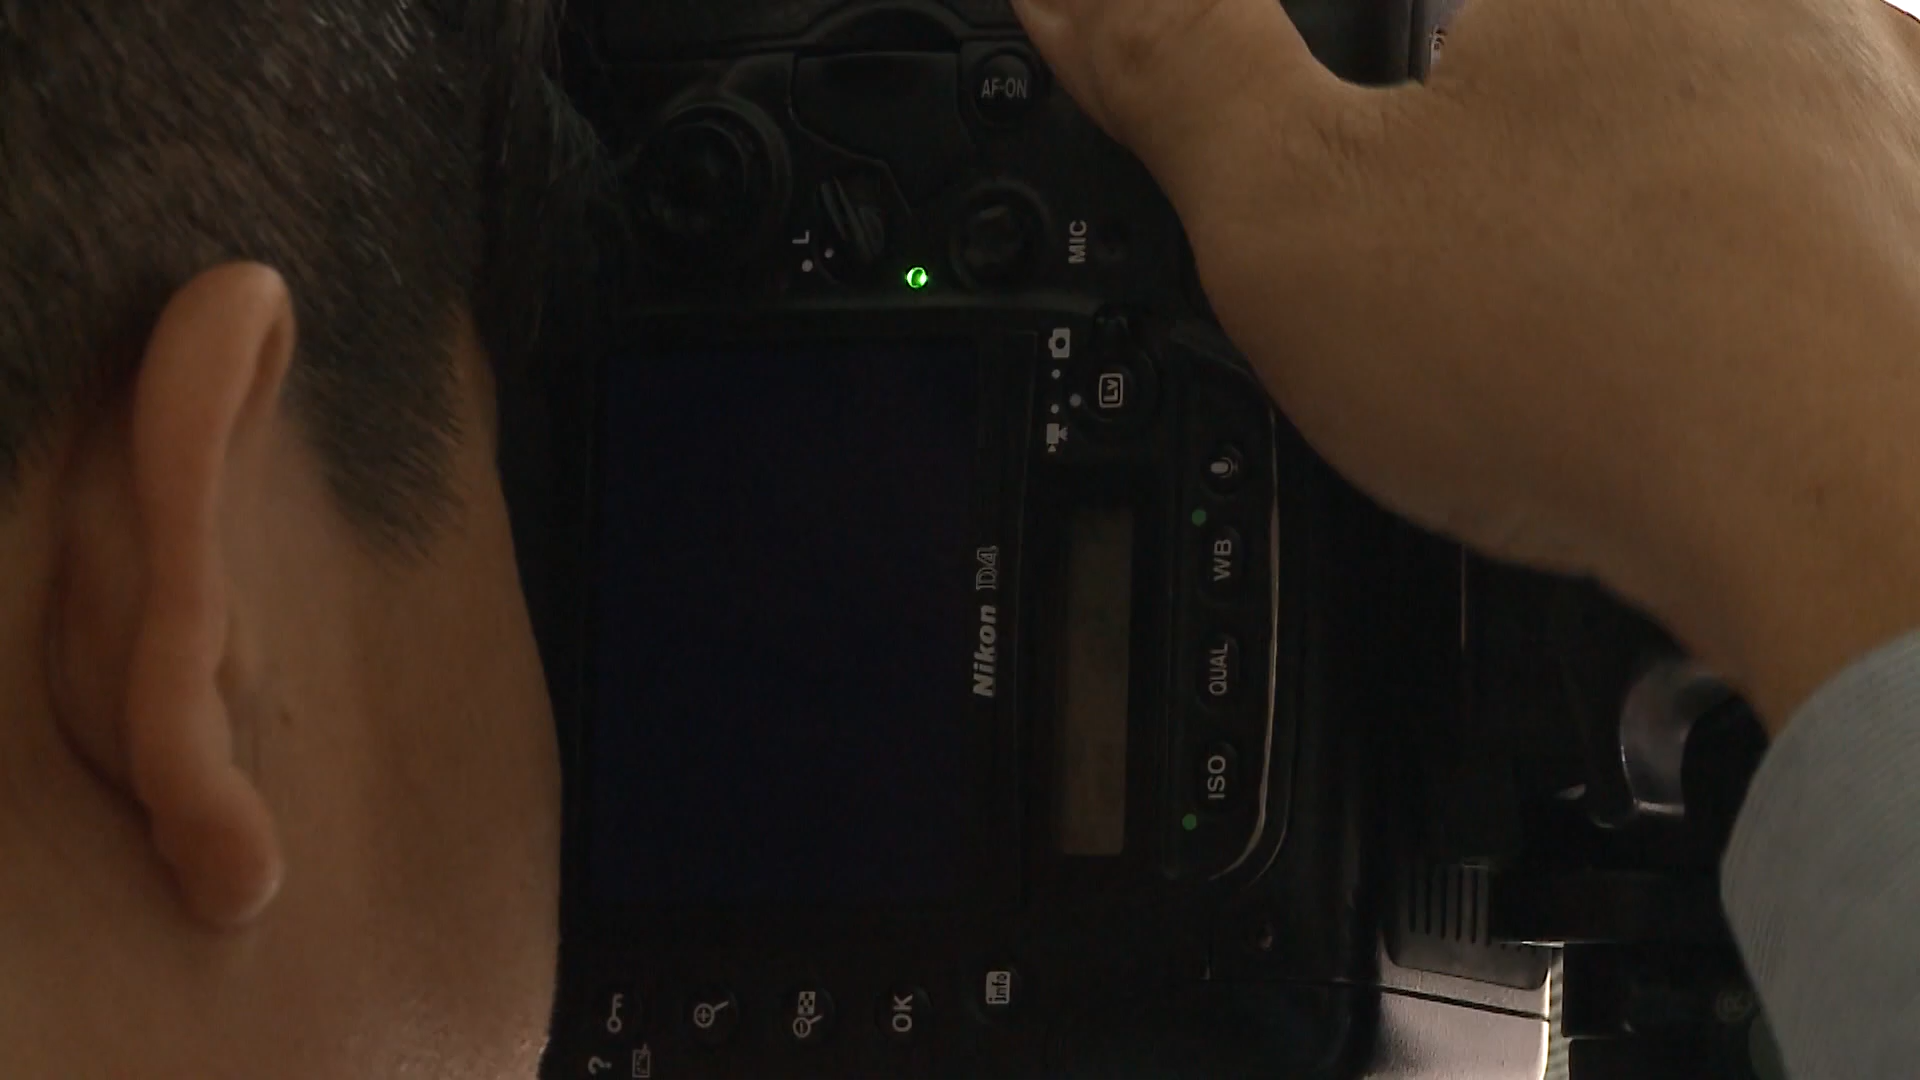 AF-ON
L
MIC
Lv
Nikon D4
WB
QUAL
ISO
info
OK
?